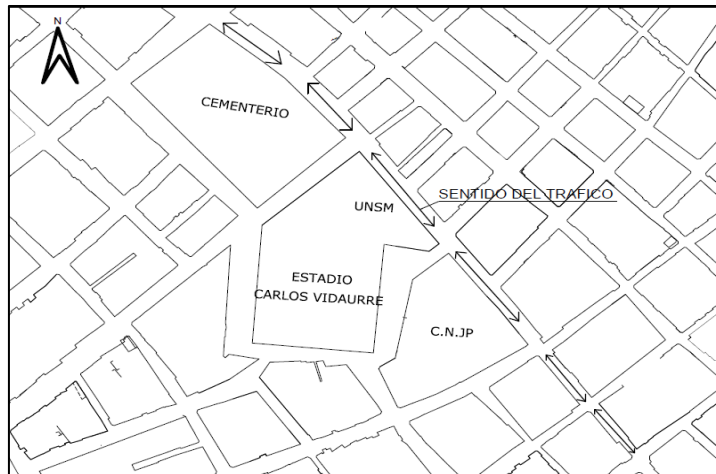 N
CEMENTERIO
UNSM
SENTIDO DEL TRAFICO
ESTADIO
CARLOS VIDAURRE
C.N.JP